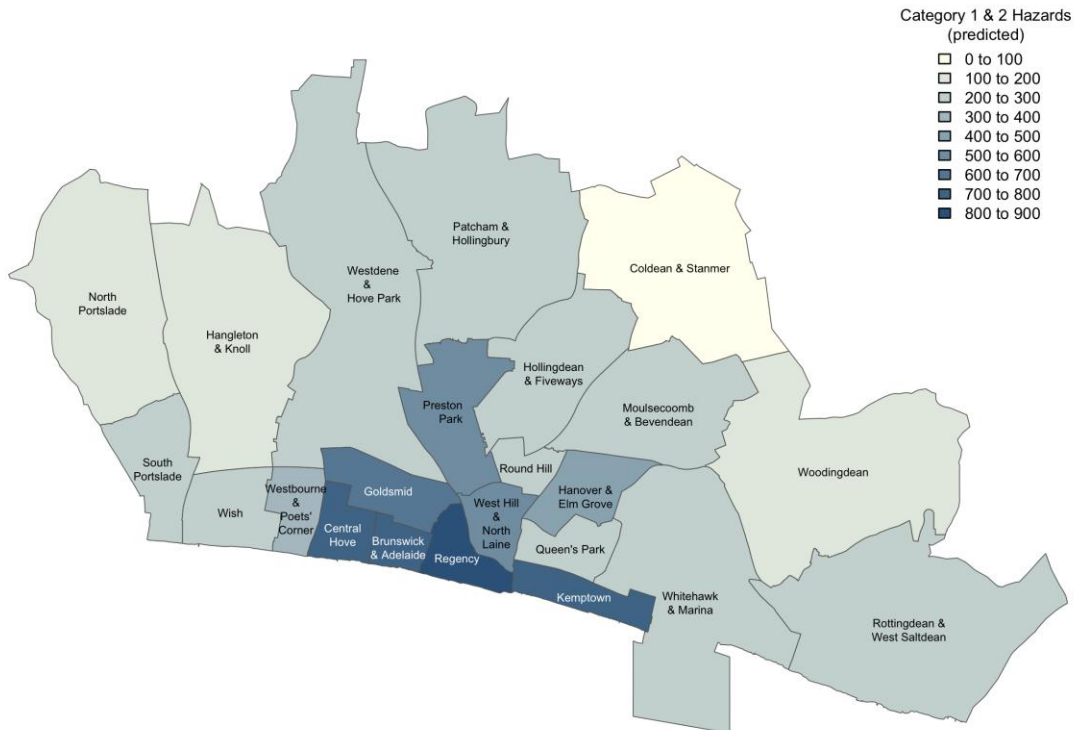 Category 1 & 2 Hazards
(predicted)
0 to 100
100 to 200
200 to 300
300 to 400
400 to 500
500 to 600
600 to 700
700 to 800
800 to 900
Patcham &
Hollingbury
Coldean & Stanmer
Westdene
&
Hove Park
North
Portslade
Hangleton
& Knoll
Hollingdean
& Fiveways
Preston
Park
Moulsecoomb
& Bevendean
South
Portslade
Round Hill
Woodingdean
Goldsmid
Westbourne
&
Poets'
Corner
West Hill
&
North
Laine
Hanover &
Elm Grove
Wish
Central
Hove
Brunswick
& Adelaide
Regency
Queen's Park
Kemptown
Whitehawk
& Marina
Rottingdean &
West Saltdean